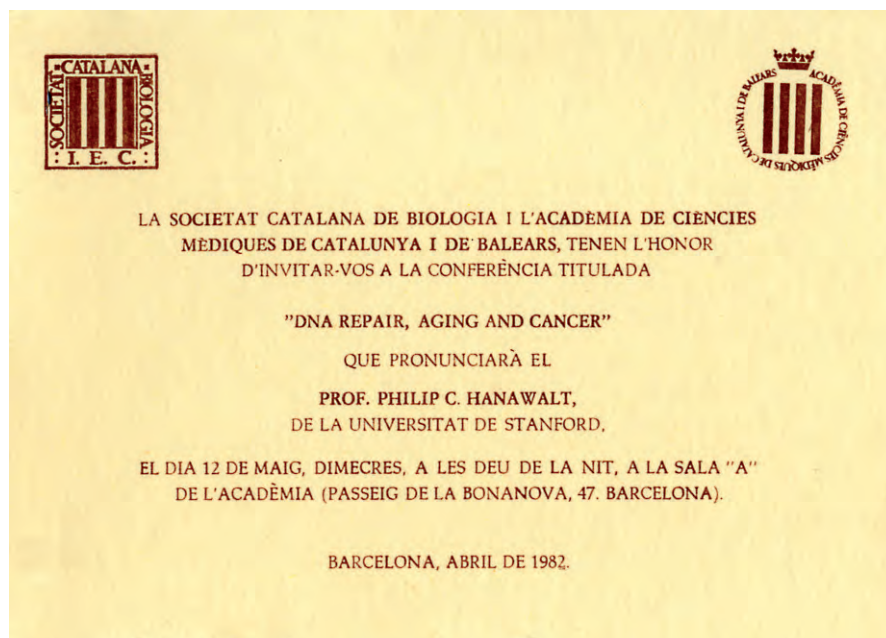 SOCIETAT CATALANA BIOLOGIA
: I. E. C. :
ACADÈMIA DE CIÈNCIES MÈDIQUES DE CATALUNYA I DE BALEARS
LA SOCIETAT CATALANA DE BIOLOGIA I L'ACADÈMIA DE CIÈNCIES
MÈDIQUES DE CATALUNYA I DE BALEARS, TENEN L'HONOR
D'INVITAR-VOS A LA CONFERÈNCIA TITULADA
"DNA REPAIR, AGING AND CANCER"
QUE PRONUNCIARÀ EL
PROF. PHILIP C. HANAWALT,
DE LA UNIVERSITAT DE STANFORD,
EL DIA 12 DE MAIG, DIMECRES, A LES DEU DE LA NIT, A LA SALA "A"
DE L'ACADÈMIA (PASSEIG DE LA BONANOVA, 47. BARCELONA).
BARCELONA, ABRIL DE 1982.